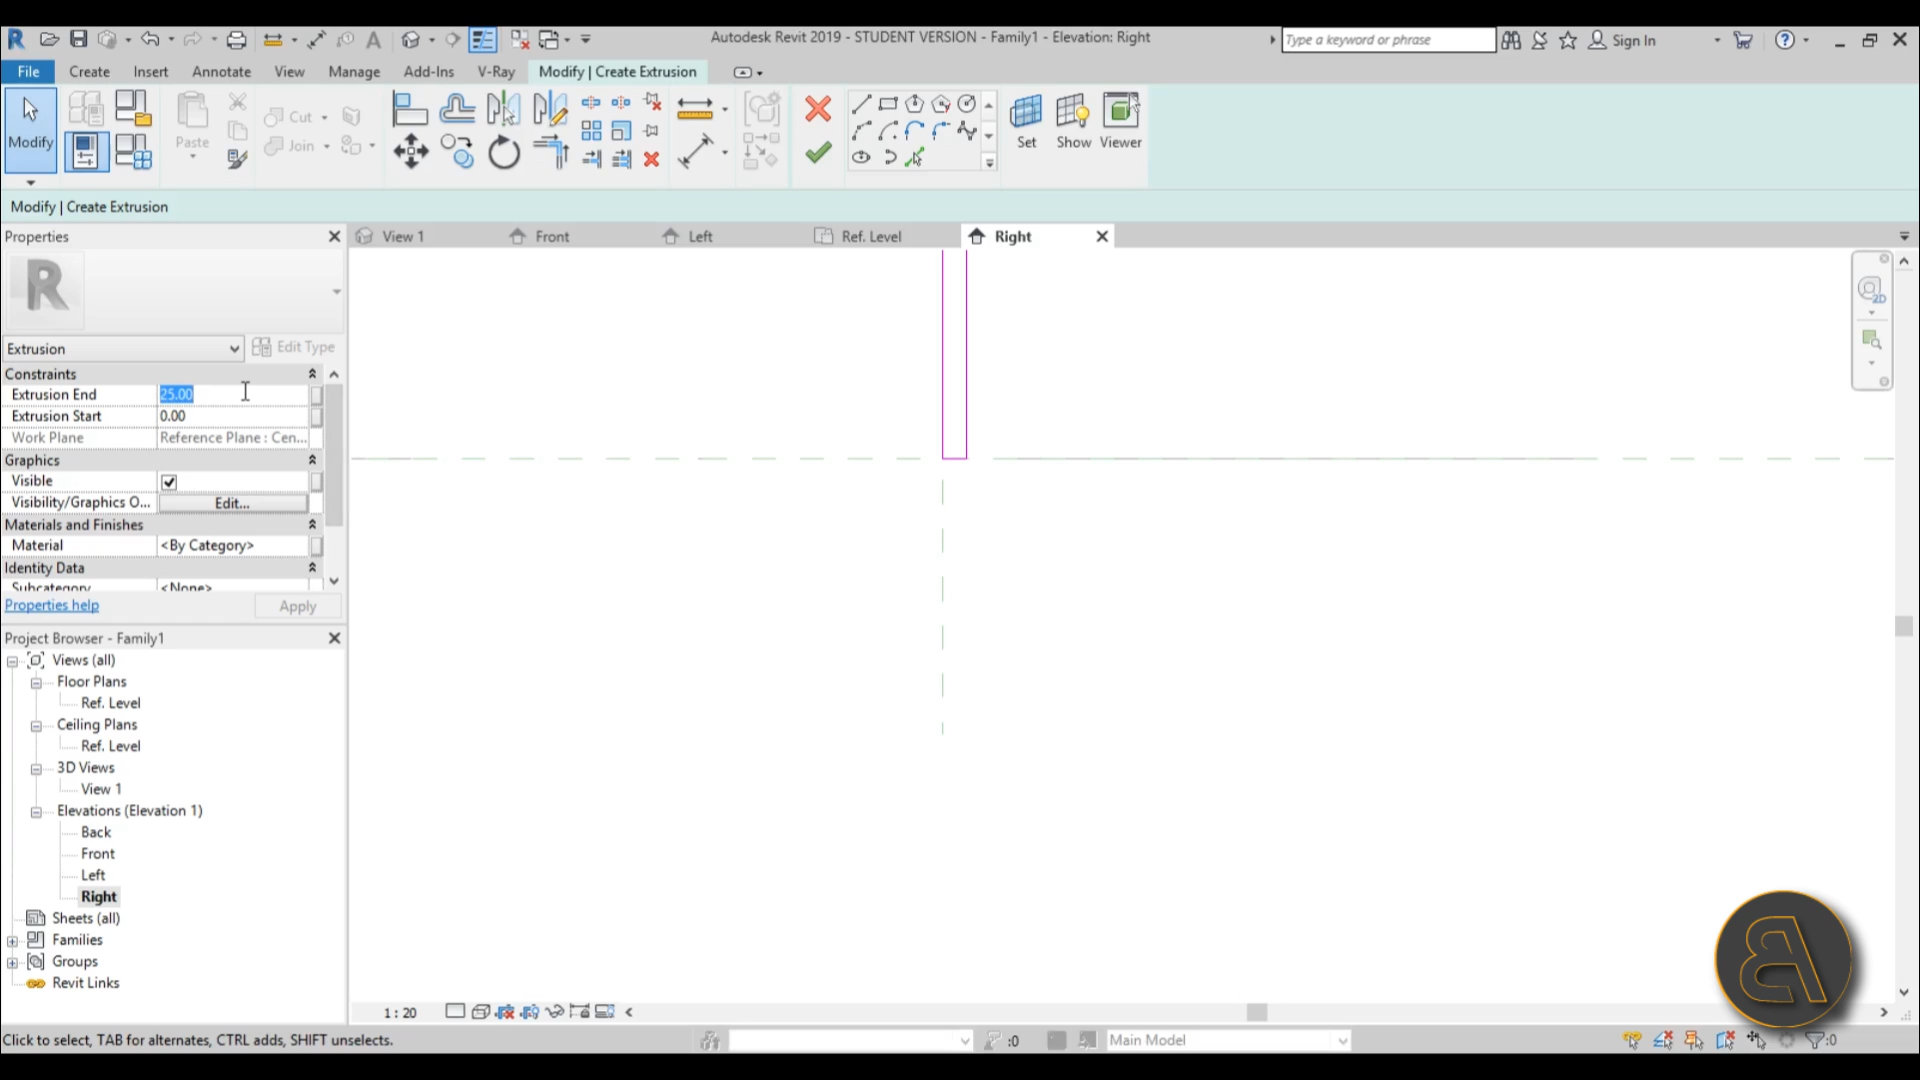 Autodesk Revit 2019 - STUDENT VERSION - Family1 - Elevation: Right
Type a keyword or phrase
Sign In
File Create Insert Annotate View Manage Add-Ins V-Ray Modify | Create Extrusion
Modify
Paste
Cut
Join
Set Show Viewer
Modify | Create Extrusion
Properties
View 1
Front
Left
Ref. Level
Right
Extrusion
Edit Type
Constraints
Extrusion End 25.00
Extrusion Start 0.00
Work Plane Reference Plane : Cen...
Graphics
Visible
Visibility/Graphics O... Edit...
Materials and Finishes
Material <By Category>
Identity Data
Subcategory <None>
Properties help
Apply
Project Browser - Family1
Views (all)
Floor Plans
Ref. Level
Ceiling Plans
Ref. Level
3D Views
View 1
Elevations (Elevation 1)
Back
Front
Left
Right
Sheets (all)
Families
Groups
Revit Links
1 : 20
Click to select, TAB for alternates, CTRL adds, SHIFT unselects.
:0
Main Model
:0
2D